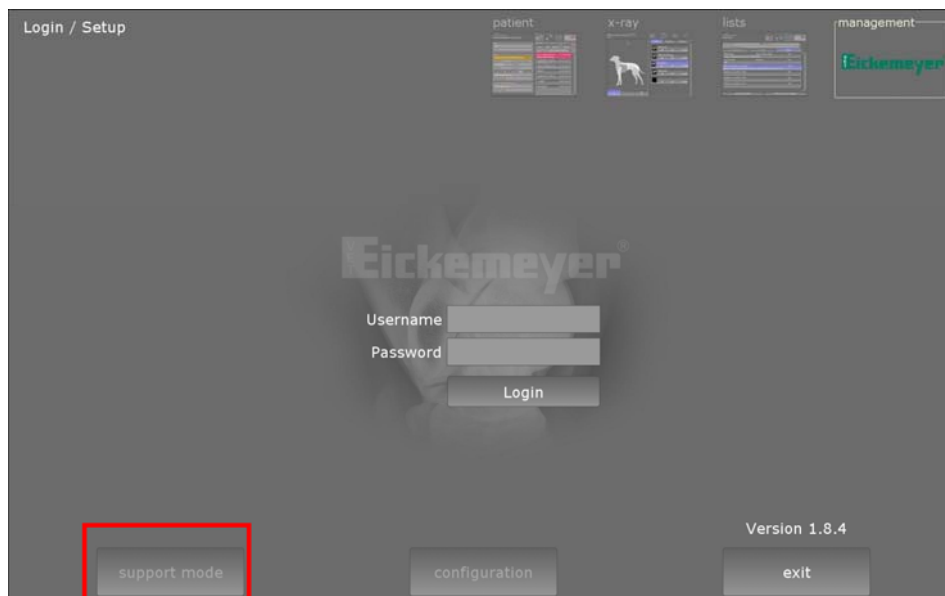 Login / Setup
patient
x-ray
lists
management
Eickemeyer
Eickemeyer®
Username
Password
Login
Version 1.8.4
support mode
configuration
exit